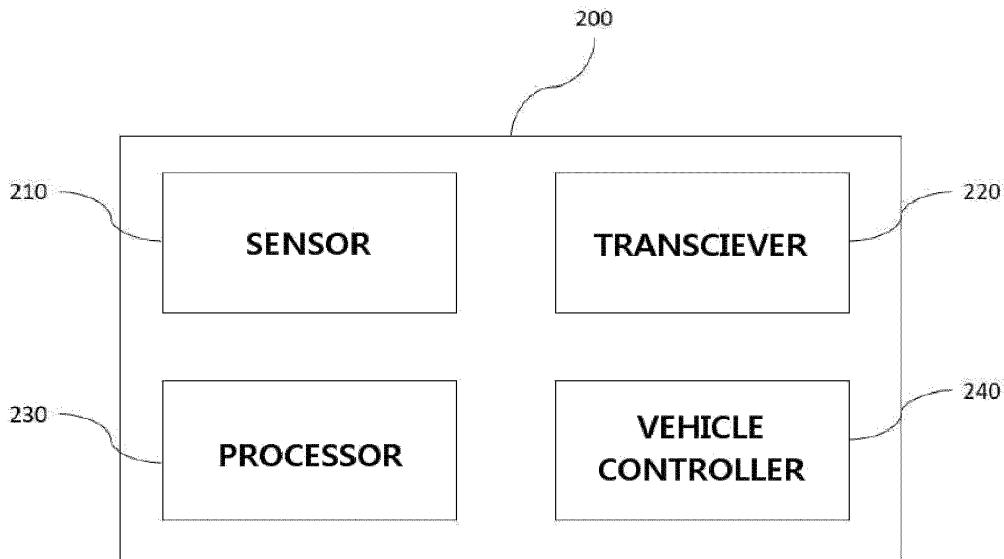 200
210
SENSOR
TRANSCIEVER
220
230
PROCESSOR
VEHICLE
CONTROLLER
240